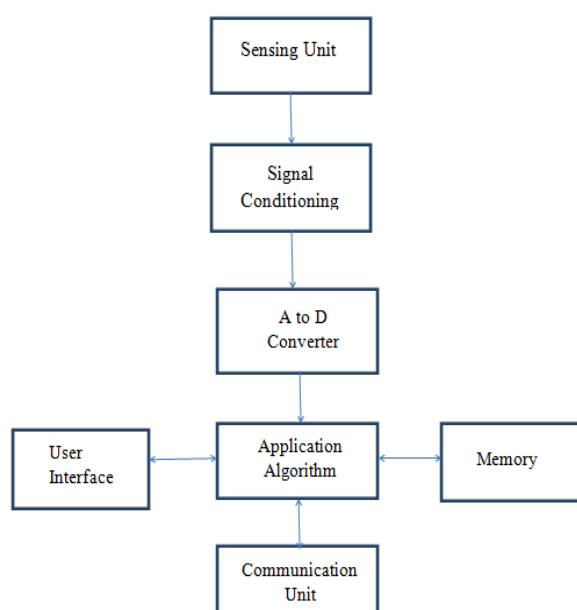 Sensing Unit
Signal
Conditioning
A to D
Converter
User
Interface
Application
Algorithm
Memory
Communication
Unit